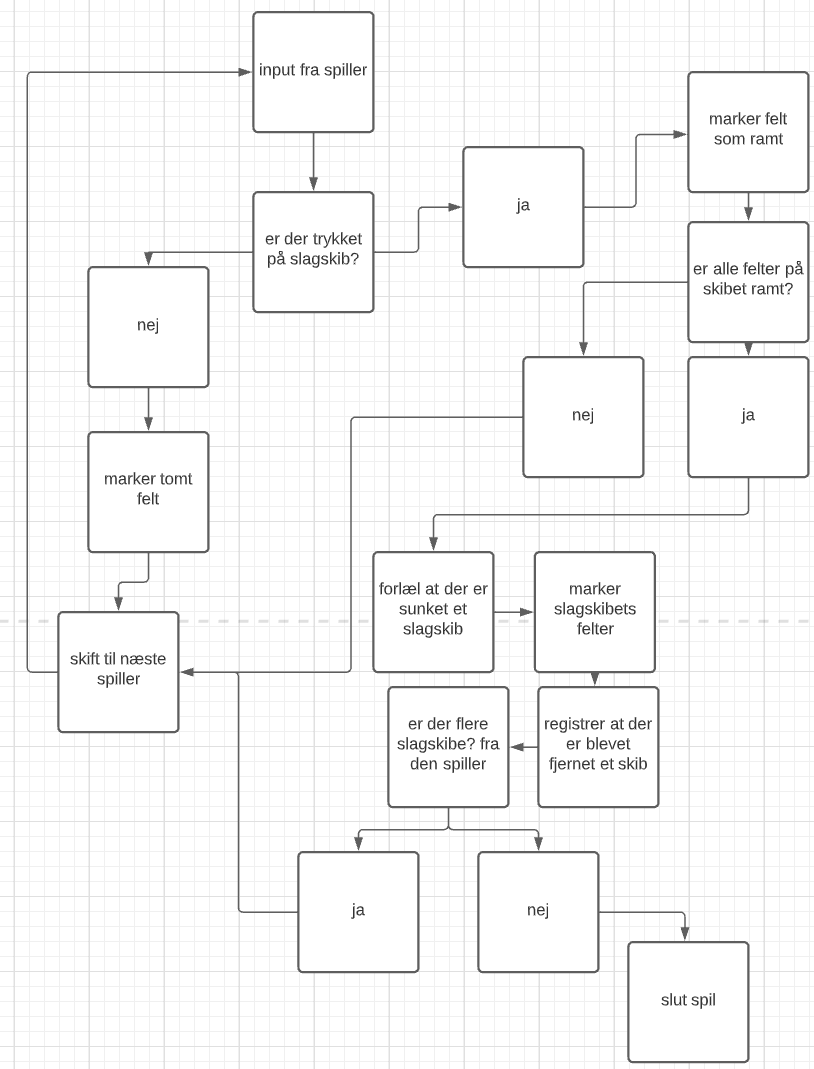 input fra spiller
er der trykket
på slagskib?
ja
marker felt
som ramt
er alle felter på
skibet ramt?
nej
nej
ja
marker tomt
felt
forlæl at der er
sunket et
slagskib
marker
slagskibets
felter
skift til næste
spiller
er der flere
slagskibe? fra
den spiller
registrer at der
er blevet
fjernet et skib
ja
nej
slut spil